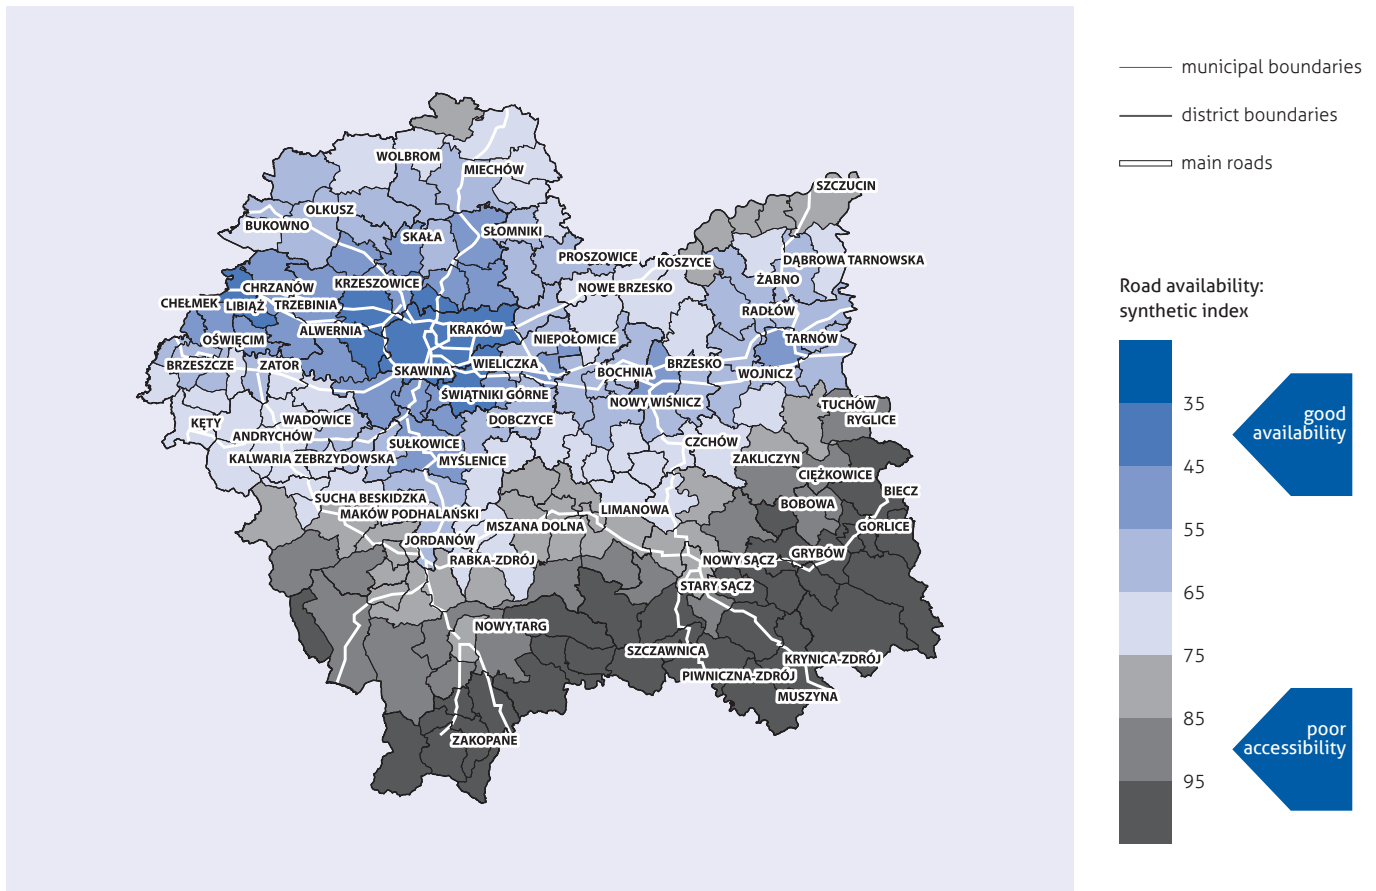 WOLBROM
MIECHÓW
SZCZUCIN
OLKUSZ
BUKOWNO
SKAŁA
SŁOMNIKI
PROSZOWICE
KOSZYCE
DĄBROWA TARNOWSKA
ŻABNO
CHRZANÓW
KRZESZOWICE
NOWE BRZESKO
CHEŁMEK
LIBIĄŻ
TRZEBINIA
RADŁÓW
ALWERNIA
KRAKÓW
OŚWIĘCIM
NIEPOŁOMICE
TARNÓW
BRZESZCZE
ZATOR
SKAWINA
WIELICZKA
BOCHNIA
BRZESKO
WOJNICZ
ŚWIĄTNIKI GÓRNE
NOWY WIŚNICZ
TUCHÓW
RYGLICE
KĘTY
WADOWICE
DOBCZYCE
ANDRYCHÓW
SUŁKOWICE
CZCHÓW
KALWARIA ZEBRZYDOWSKA
MYŚLENICE
ZAKLICZYN
CIĘŻKOWICE
BIECZ
SUCHA BESKIDZKA
MAKÓW PODHALAŃSKI
LIMANOWA
BOBOWA
MSZANA DOLNA
GORLICE
JORDANÓW
RABKA-ZDRÓJ
NOWY SĄCZ
GRYBÓW
STARY SĄCZ
NOWY TARG
SZCZAWNICA
KRYNICA-ZDRÓJ
PIWNICZNA-ZDRÓJ
MUSZYNA
ZAKOPANE
municipal boundaries
district boundaries
main roads
Road availability:
synthetic index
35
45
55
65
75
85
95
good
availability
poor
accessibility